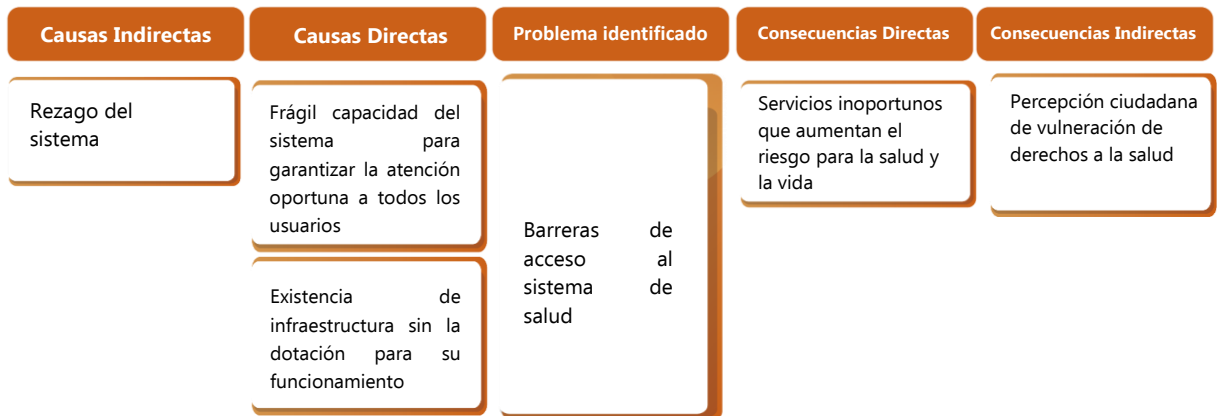 Causas Indirectas
Causas Directas
Problema identificado
Consecuencias Directas
Consecuencias Indirectas
Rezago del
sistema
Frágil capacidad del
sistema para
garantizar la atención
oportuna a todos los
usuarios
Existencia de
infraestructura sin la
dotación para su
funcionamiento
Barreras de
acceso al
sistema de
salud
Servicios inoportunos
que aumentan el
riesgo para la salud y
la vida
Percepción ciudadana
de vulneración de
derechos a la salud